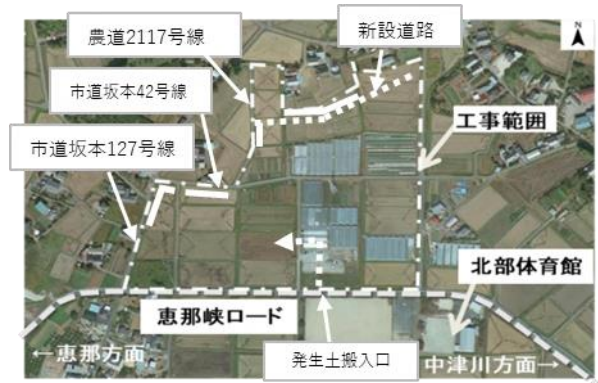 新設道路
農道2117号線
N
市道坂本42号線
工事範囲
市道坂本127号線
北部体育館
恵那峡ロード
←恵那方面
発生土搬入口
中津川方面→